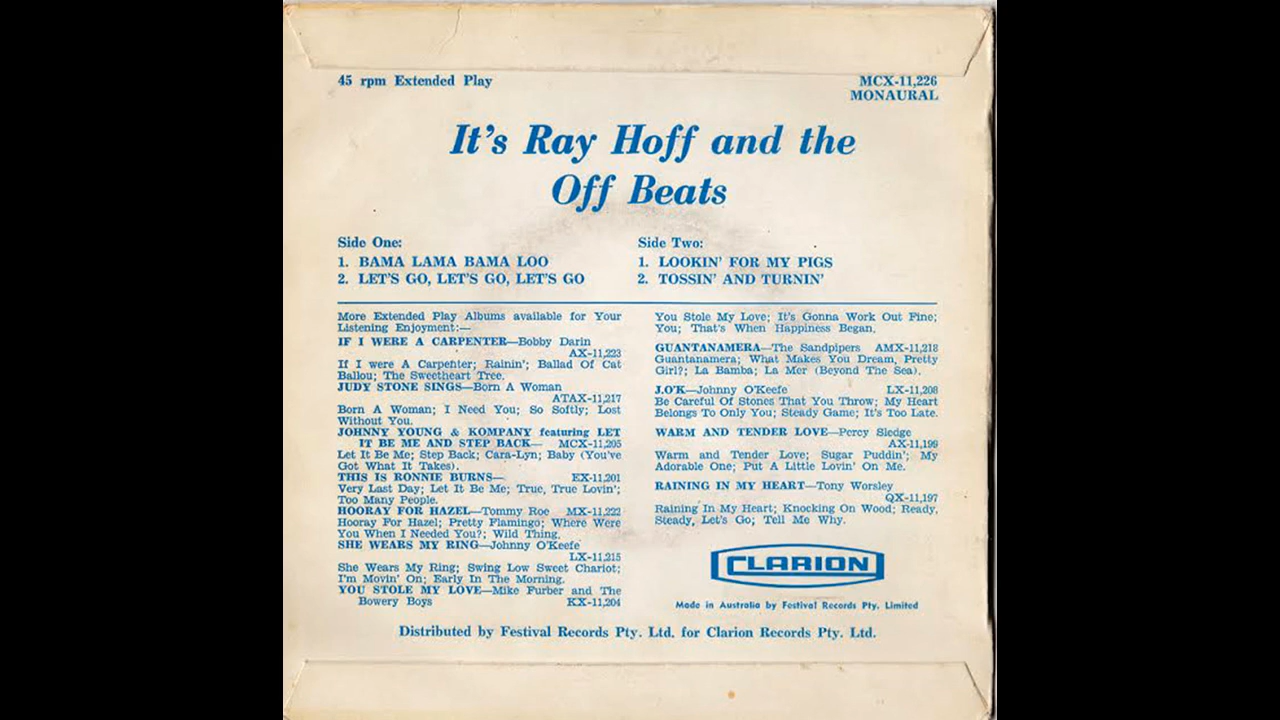 45 rpm Extended Play
MCX-11,226
MONAURAL
It's Ray Hoff and the
Off Beats
Side One:
1. BAMA LAMA BAMA LOO
2. LET'S GO, LET'S GO, LET'S GO
Side Two:
1. LOOKIN' FOR MY PIGS
2. TOSSIN' AND TURNIN'
More Extended Play Albums available for Your
Listening Enjoyment:—
IF I WERE A CARPENTER—Bobby Darin
AX-11,223
If I were A Carpenter; Rainin'; Ballad Of Cat
Ballou; The Sweetheart Tree.
JUDY STONE SINGS—Born A Woman
ATAX-11,217
Born A Woman; I Need You; So Softly; Lost
Without You.
JOHNNY YOUNG & KOMPANY featuring LET
IT BE ME AND STEP BACK— MCX-11,205
Let It Be Me; Step Back; Cara-Lyn; Baby (You've
Got What It Takes).
THIS IS RONNIE BURNS— EX-11,201
Very Last Day; Let It Be Me; True, True Lovin';
Too Many People.
HOORAY FOR HAZEL—Tommy Roe MX-11,222
Hooray For Hazel; Pretty Flamingo; Where Were
You When I Needed You?; Wild Thing.
SHE WEARS MY RING—Johnny O'Keefe
LX-11,215
She Wears My Ring; Swing Low Sweet Chariot;
I'm Movin' On; Early In The Morning.
YOU STOLE MY LOVE—Mike Furber and The
Bowery Boys KX-11,204
You Stole My Love; It's Gonna Work Out Fine;
You; That's When Happiness Began.
GUANTANAMERA—The Sandpipers AMX-11,218
Guantanamera; What Makes You Dream, Pretty
Girl?; La Bamba; La Mer (Beyond The Sea).
J.O'K—Johnny O'Keefe LX-11,208
Be Careful Of Stones That You Throw; My Heart
Belongs To Only You; Steady Game; It's Too Late.
WARM AND TENDER LOVE—Percy Sledge
AX-11,199
Warm and Tender Love; Sugar Puddin'; My
Adorable One; Put A Little Lovin' On Me.
RAINING IN MY HEART—Tony Worsley
QX-11,197
Raining In My Heart; Knocking On Wood; Ready,
Steady, Let's Go; Tell Me Why.
CLARION
Made in Australia by Festival Records Pty. Limited
Distributed by Festival Records Pty. Ltd. for Clarion Records Pty. Ltd.